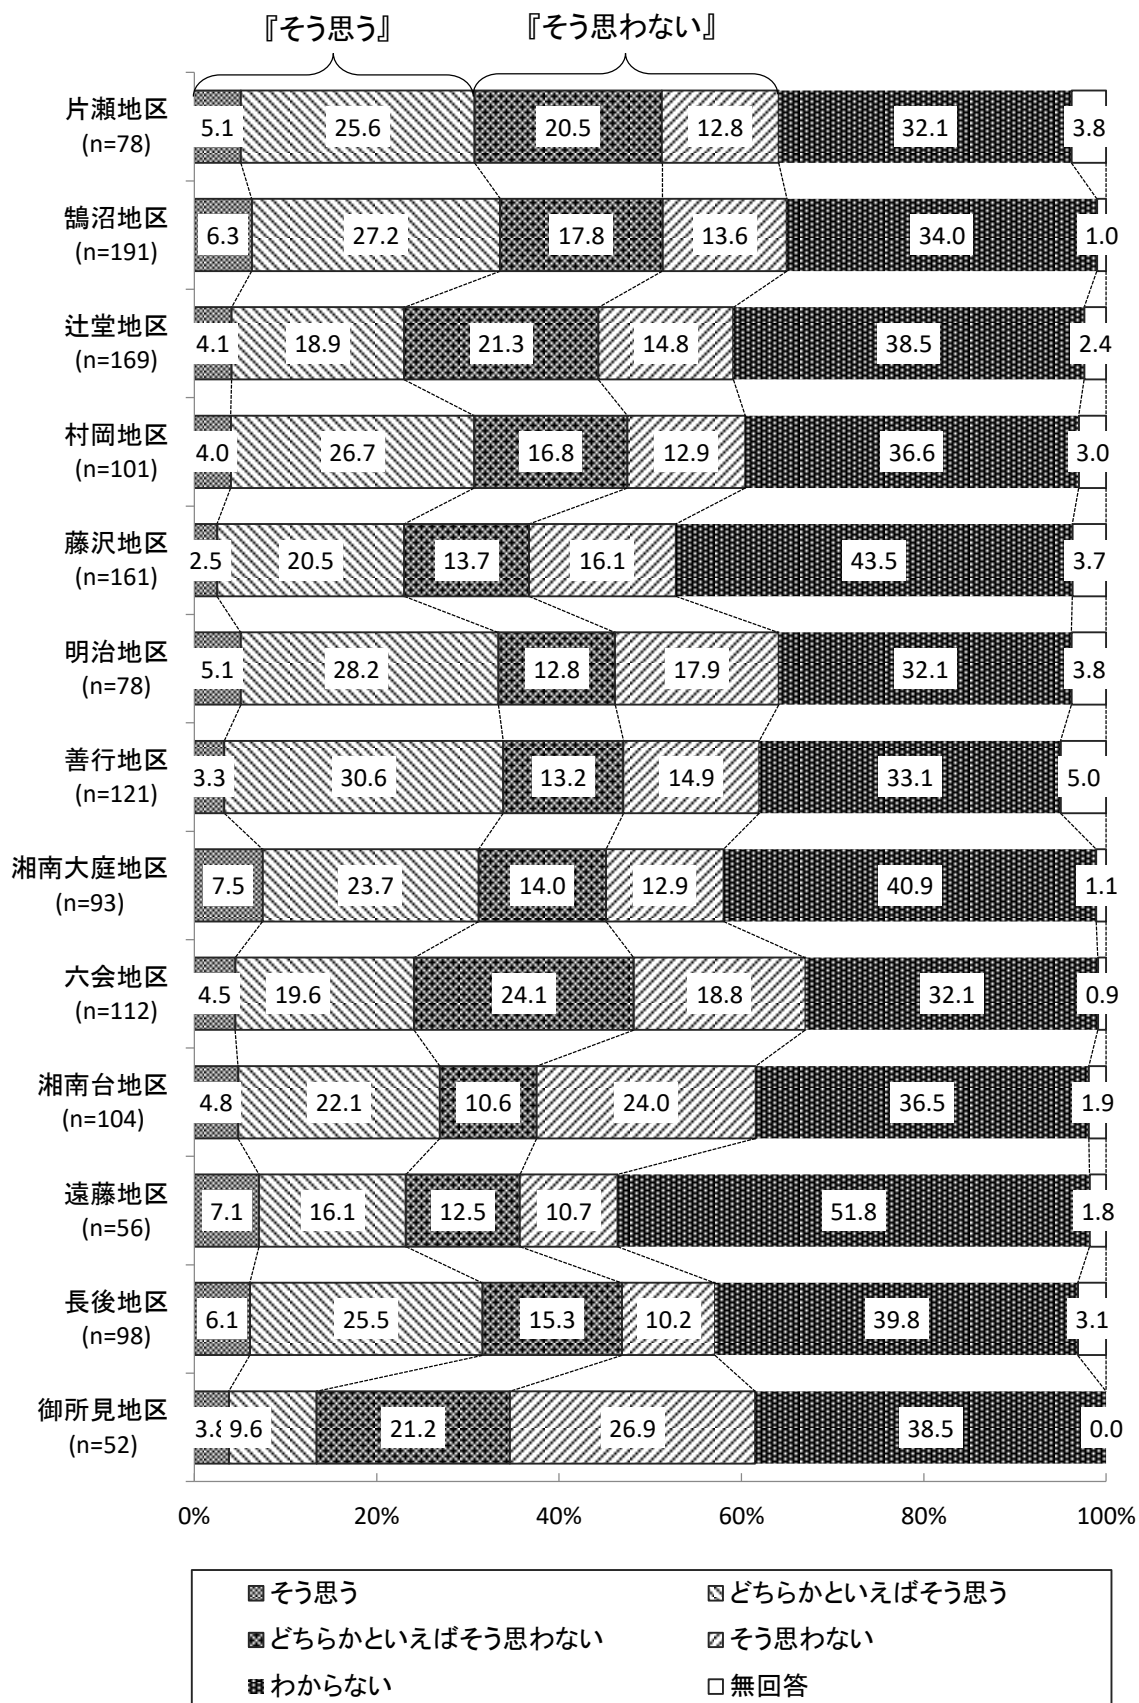 『そう思う』 『そう思わない』
片瀬地区
(n=78)
5.1 25.6 20.5 12.8 32.1 3.8
鵠沼地区
(n=191)
6.3 27.2 17.8 13.6 34.0 1.0
辻堂地区
(n=169)
4.1 18.9 21.3 14.8 38.5 2.4
村岡地区
(n=101)
4.0 26.7 16.8 12.9 36.6 3.0
藤沢地区
(n=161)
2.5 20.5 13.7 16.1 43.5 3.7
明治地区
(n=78)
5.1 28.2 12.8 17.9 32.1 3.8
善行地区
(n=121)
3.3 30.6 13.2 14.9 33.1 5.0
湘南大庭地区
(n=93)
7.5 23.7 14.0 12.9 40.9 1.1
六会地区
(n=112)
4.5 19.6 24.1 18.8 32.1 0.9
湘南台地区
(n=104)
4.8 22.1 10.6 24.0 36.5 1.9
遠藤地区
(n=56)
7.1 16.1 12.5 10.7 51.8 1.8
長後地区
(n=98)
6.1 25.5 15.3 10.2 39.8 3.1
御所見地区
(n=52)
3.8 9.6 21.2 26.9 38.5 0.0
0% 20% 40% 60% 80% 100%
そう思う どちらかといえばそう思う
どちらかといえばそう思わない そう思わない
わからない 無回答